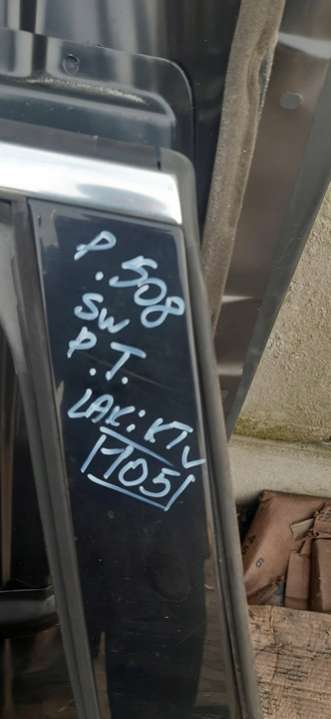 P. 508
SW
P.T.
LAK: KTV
1105